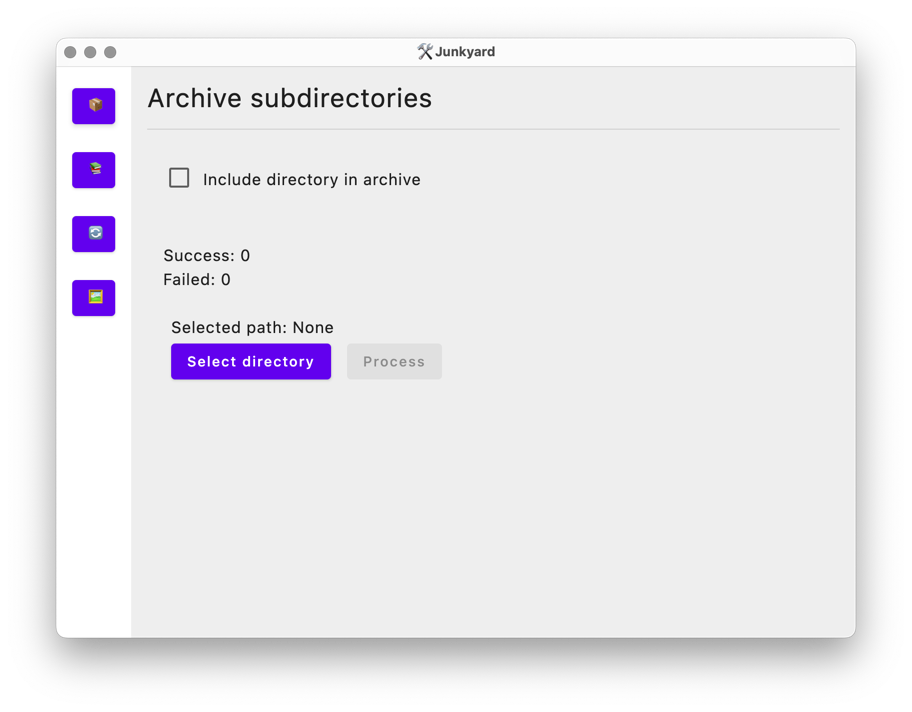 🛠️Junkyard
Archive subdirectories
Include directory in archive
Success: 0
Failed: 0
Selected path: None
Select directory
Process